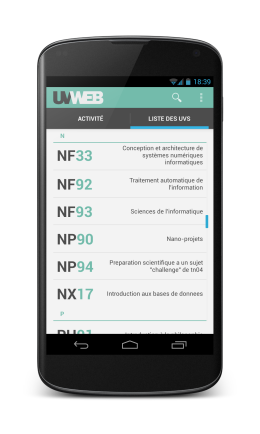 18:39
UVWEB
ACTIVITÉ
LISTE DES UVS
N
NF33
Conception et architecture de
systèmes numériques
informatiques
NF92
Traitement automatique de
l'information
NF93
Sciences de l'informatique
NP90
Nano-projets
NP94
Preparation scientifique a un sujet
"challenge" de tn04
NX17
Introduction aux bases de donnees
P